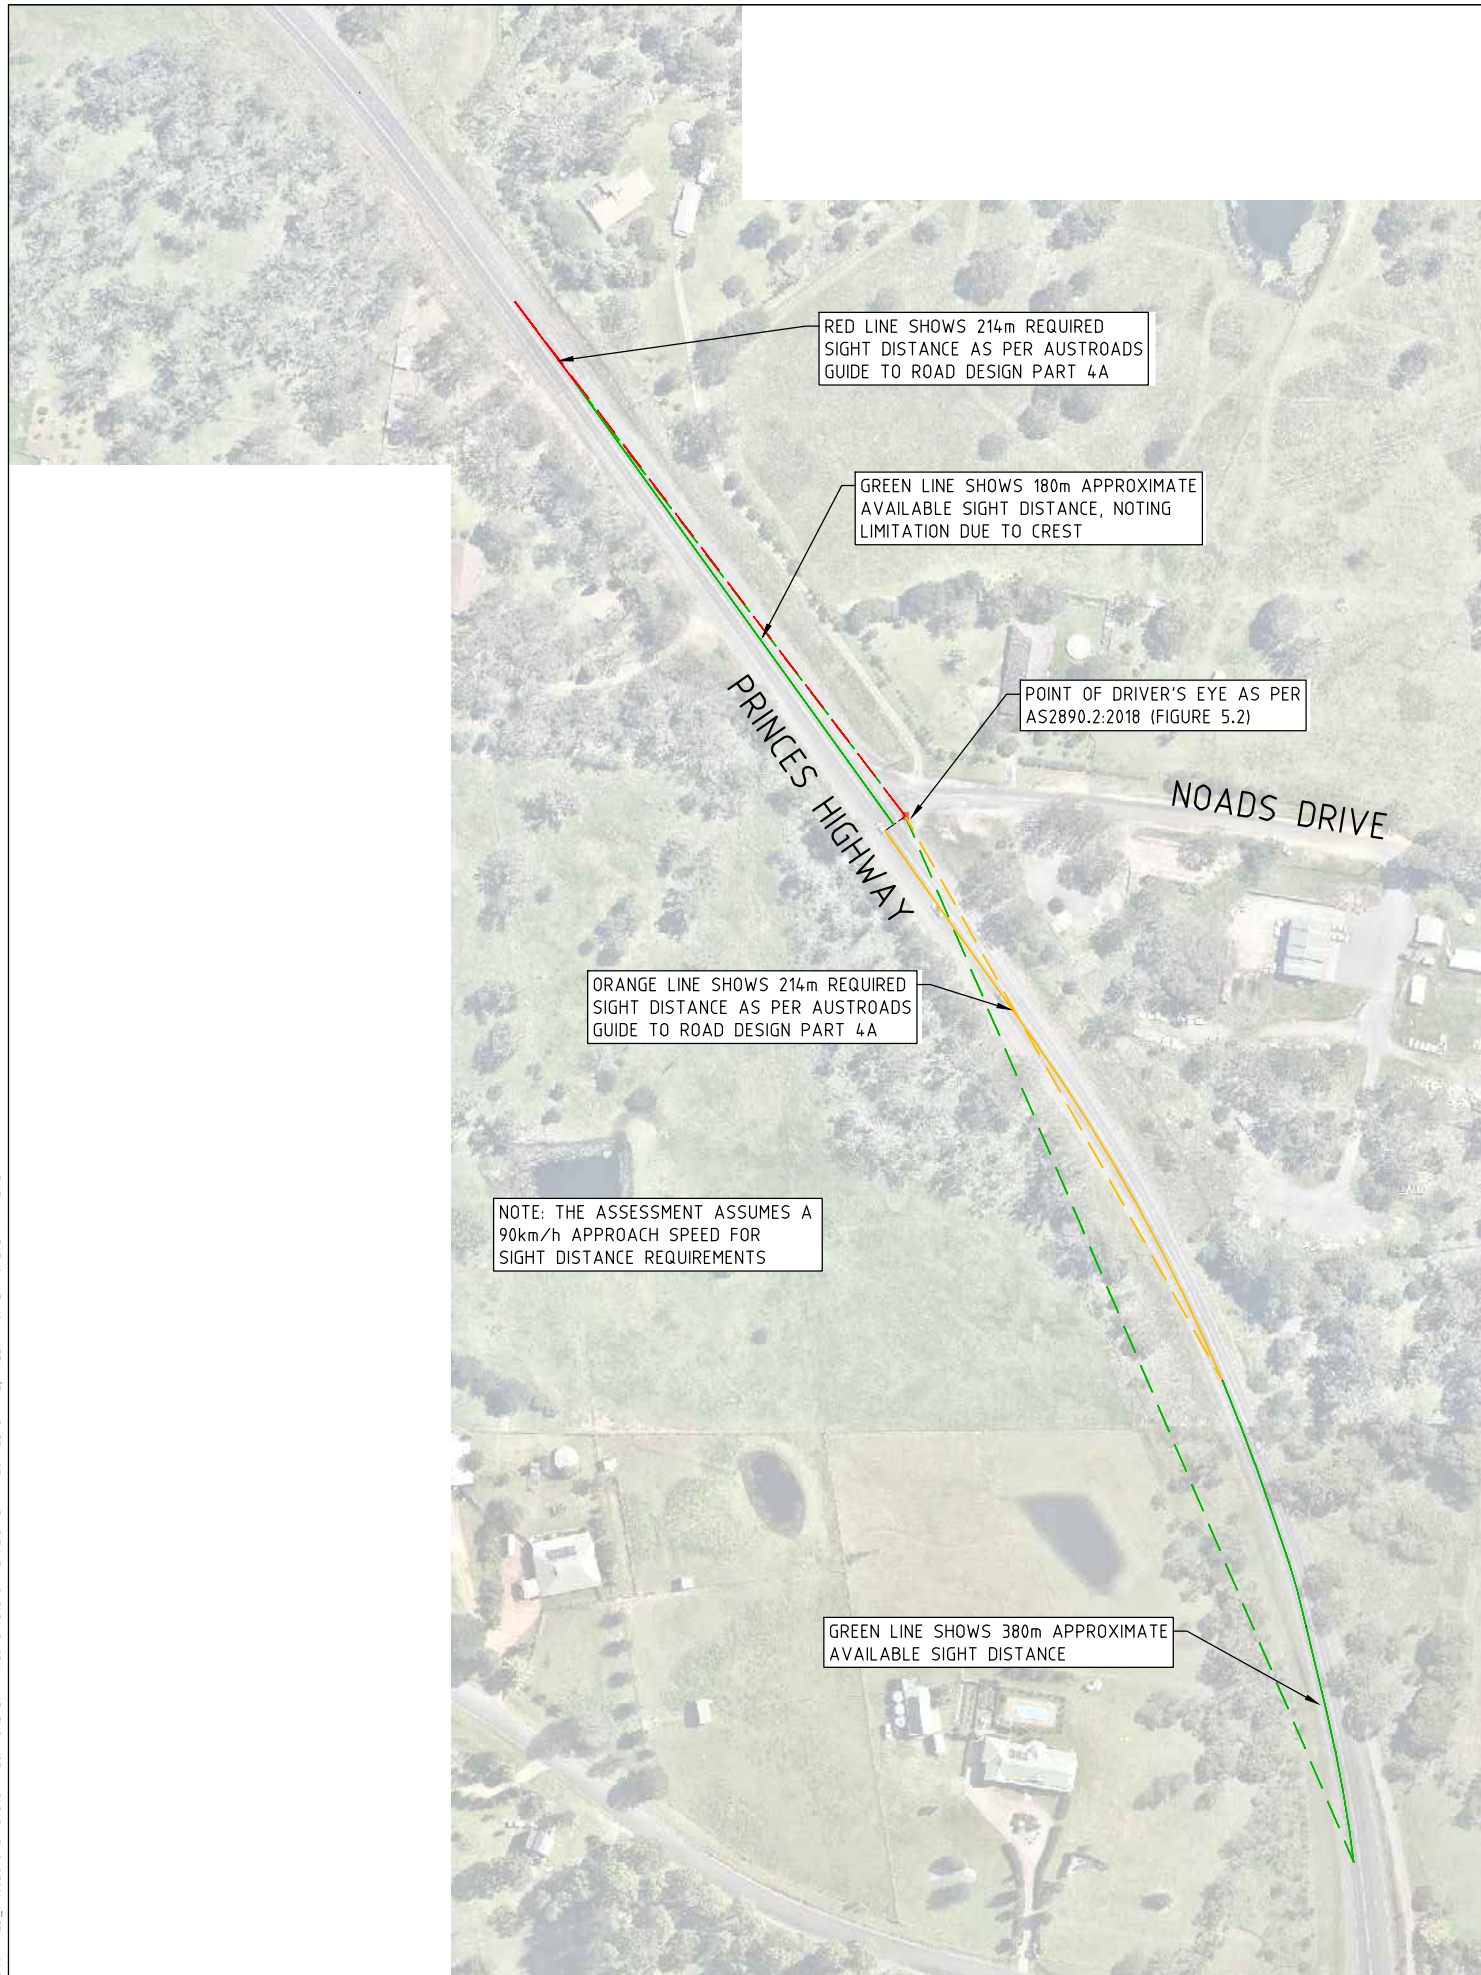 RED LINE SHOWS 214m REQUIRED
SIGHT DISTANCE AS PER AUSTROADS
GUIDE TO ROAD DESIGN PART 4A
GREEN LINE SHOWS 180m APPROXIMATE
AVAILABLE SIGHT DISTANCE, NOTING
LIMITATION DUE TO CREST
POINT OF DRIVER'S EYE AS PER
AS2890.2:2018 (FIGURE 5.2)
PRINCES HIGHWAY
NOADS DRIVE
ORANGE LINE SHOWS 214m REQUIRED
SIGHT DISTANCE AS PER AUSTROADS
GUIDE TO ROAD DESIGN PART 4A
NOTE: THE ASSESSMENT ASSUMES A
90km/h APPROACH SPEED FOR
SIGHT DISTANCE REQUIREMENTS
GREEN LINE SHOWS 380m APPROXIMATE
AVAILABLE SIGHT DISTANCE